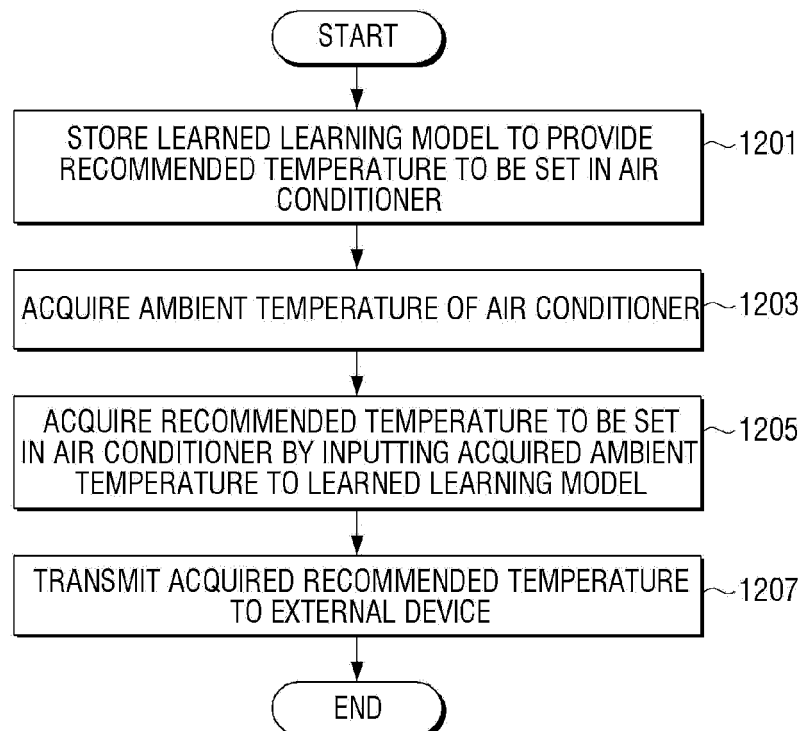 START
STORE LEARNED LEARNING MODEL TO PROVIDE
RECOMMENDED TEMPERATURE TO BE SET IN AIR
CONDITIONER
1201
ACQUIRE AMBIENT TEMPERATURE OF AIR CONDITIONER
1203
ACQUIRE RECOMMENDED TEMPERATURE TO BE SET
IN AIR CONDITIONER BY INPUTTING ACQUIRED AMBIENT
TEMPERATURE TO LEARNED LEARNING MODEL
1205
TRANSMIT ACQUIRED RECOMMENDED TEMPERATURE
TO EXTERNAL DEVICE
1207
END